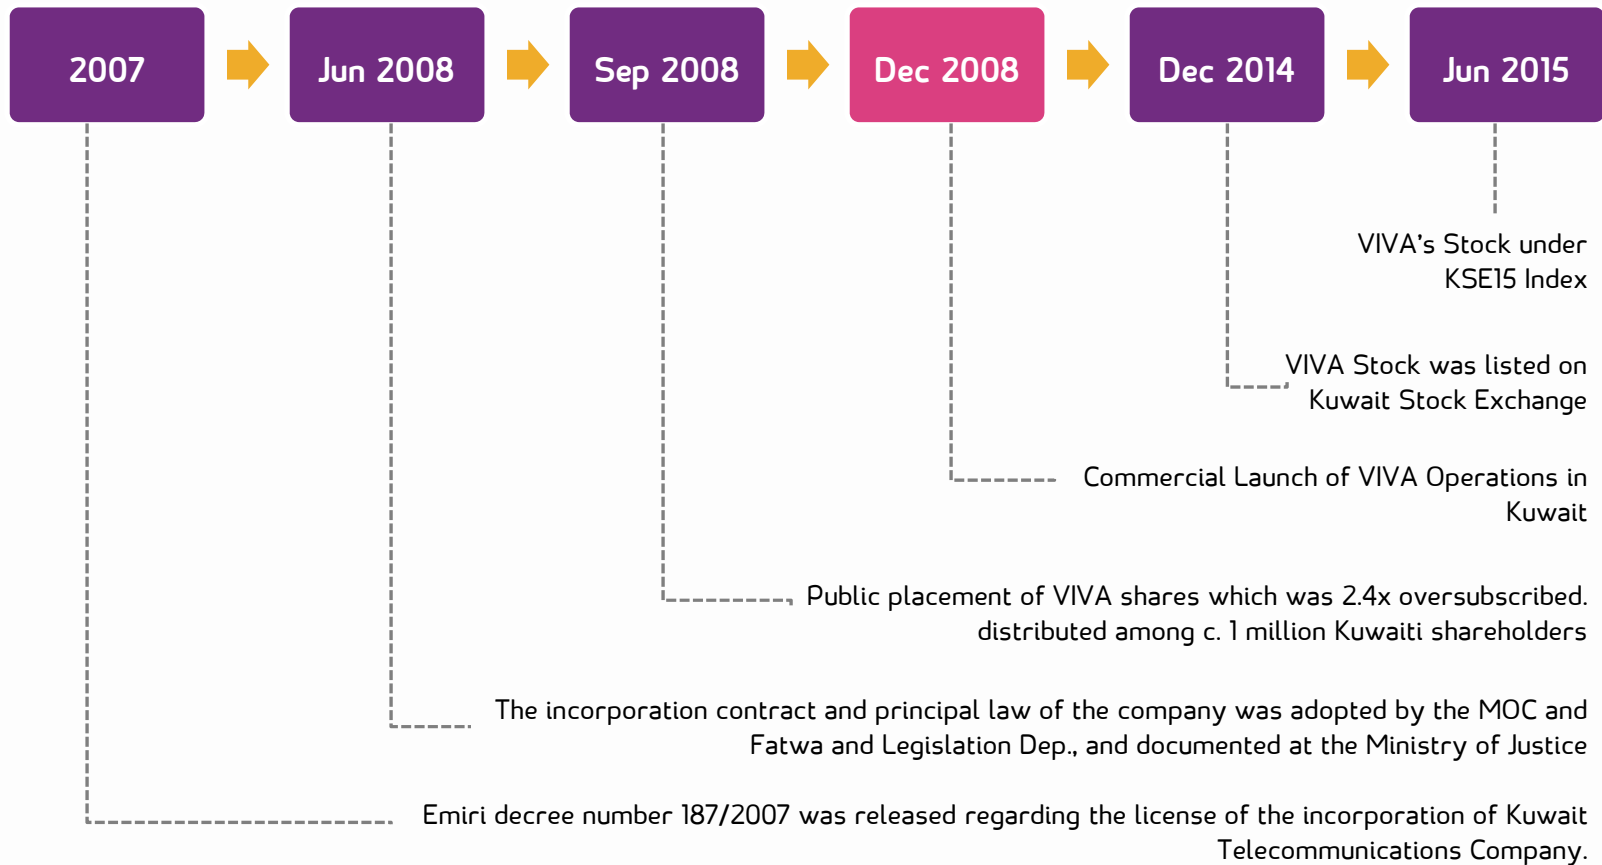 2007
Jun 2008
Sep 2008
Dec 2008
Dec 2014
Jun 2015
VIVA's Stock under
KSE15 Index
VIVA Stock was listed on
Kuwait Stock Exchange
Commercial Launch of VIVA Operations in
Kuwait
Public placement of VIVA shares which was 2.4x oversubscribed.
distributed among c. 1 million Kuwaiti shareholders
The incorporation contract and principal law of the company was adopted by the MOC and
Fatwa and Legislation Dep., and documented at the Ministry of Justice
Emiri decree number 187/2007 was released regarding the license of the incorporation of Kuwait
Telecommunications Company.